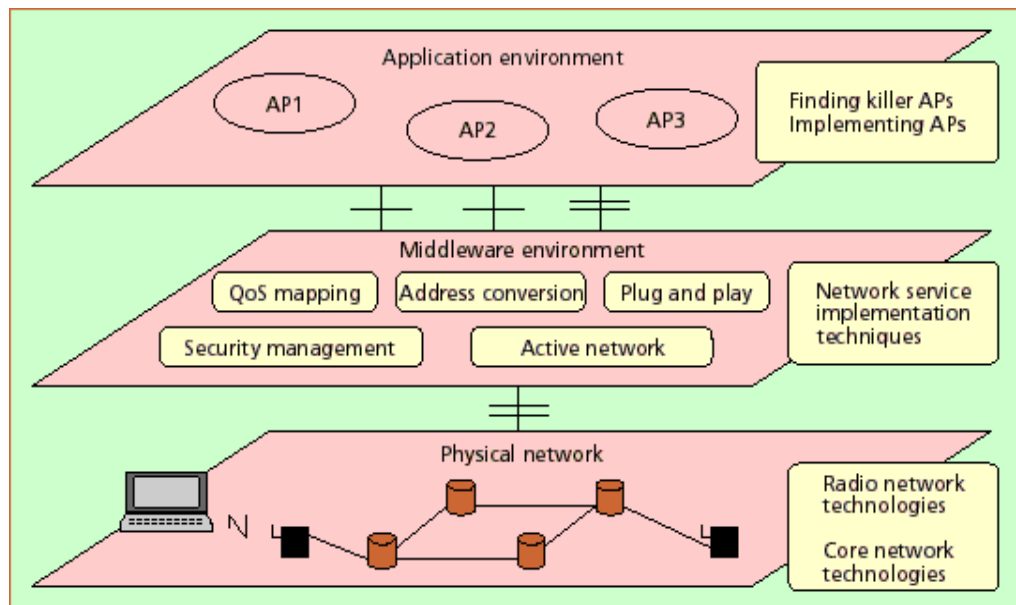 Application environment
AP1
AP2
AP3
Finding killer APs
Implementing APs
Middleware environment
QoS mapping
Address conversion
Plug and play
Security management
Active network
Network service
implementation
techniques
Physical network
Radio network
technologies
Core network
technologies